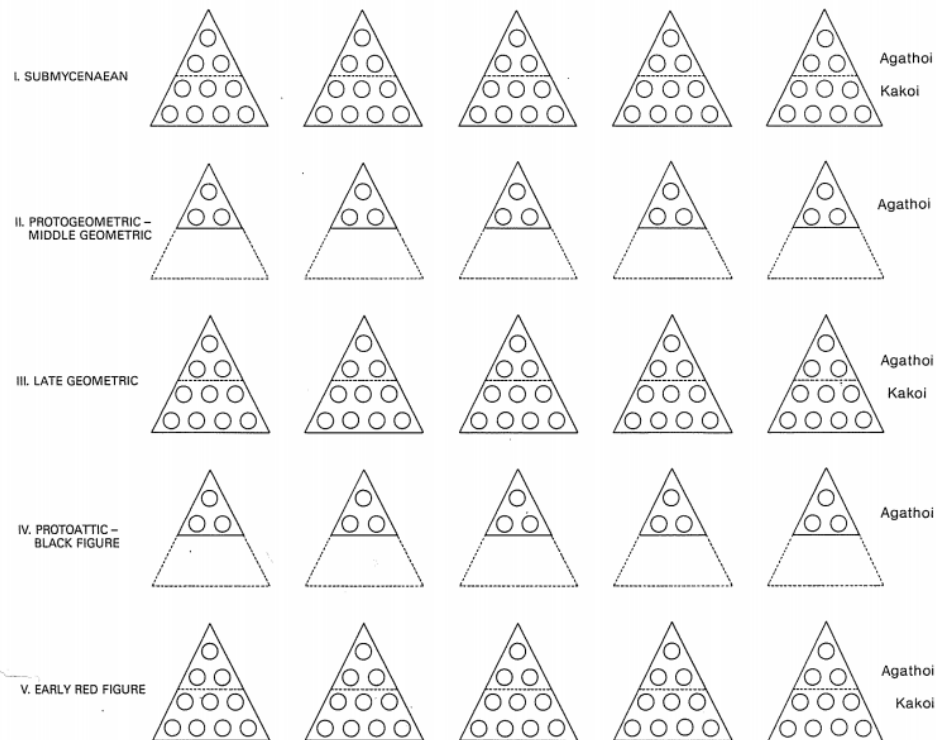 I. SUBMYCENAEAN
Agathoi
Kakoi
II. PROTOGEOMETRIC –
MIDDLE GEOMETRIC
Agathoi
III. LATE GEOMETRIC
Agathoi
Kakoi
IV. PROTOATTIC –
BLACK FIGURE
Agathoi
V. EARLY RED FIGURE
Agathoi
Kakoi